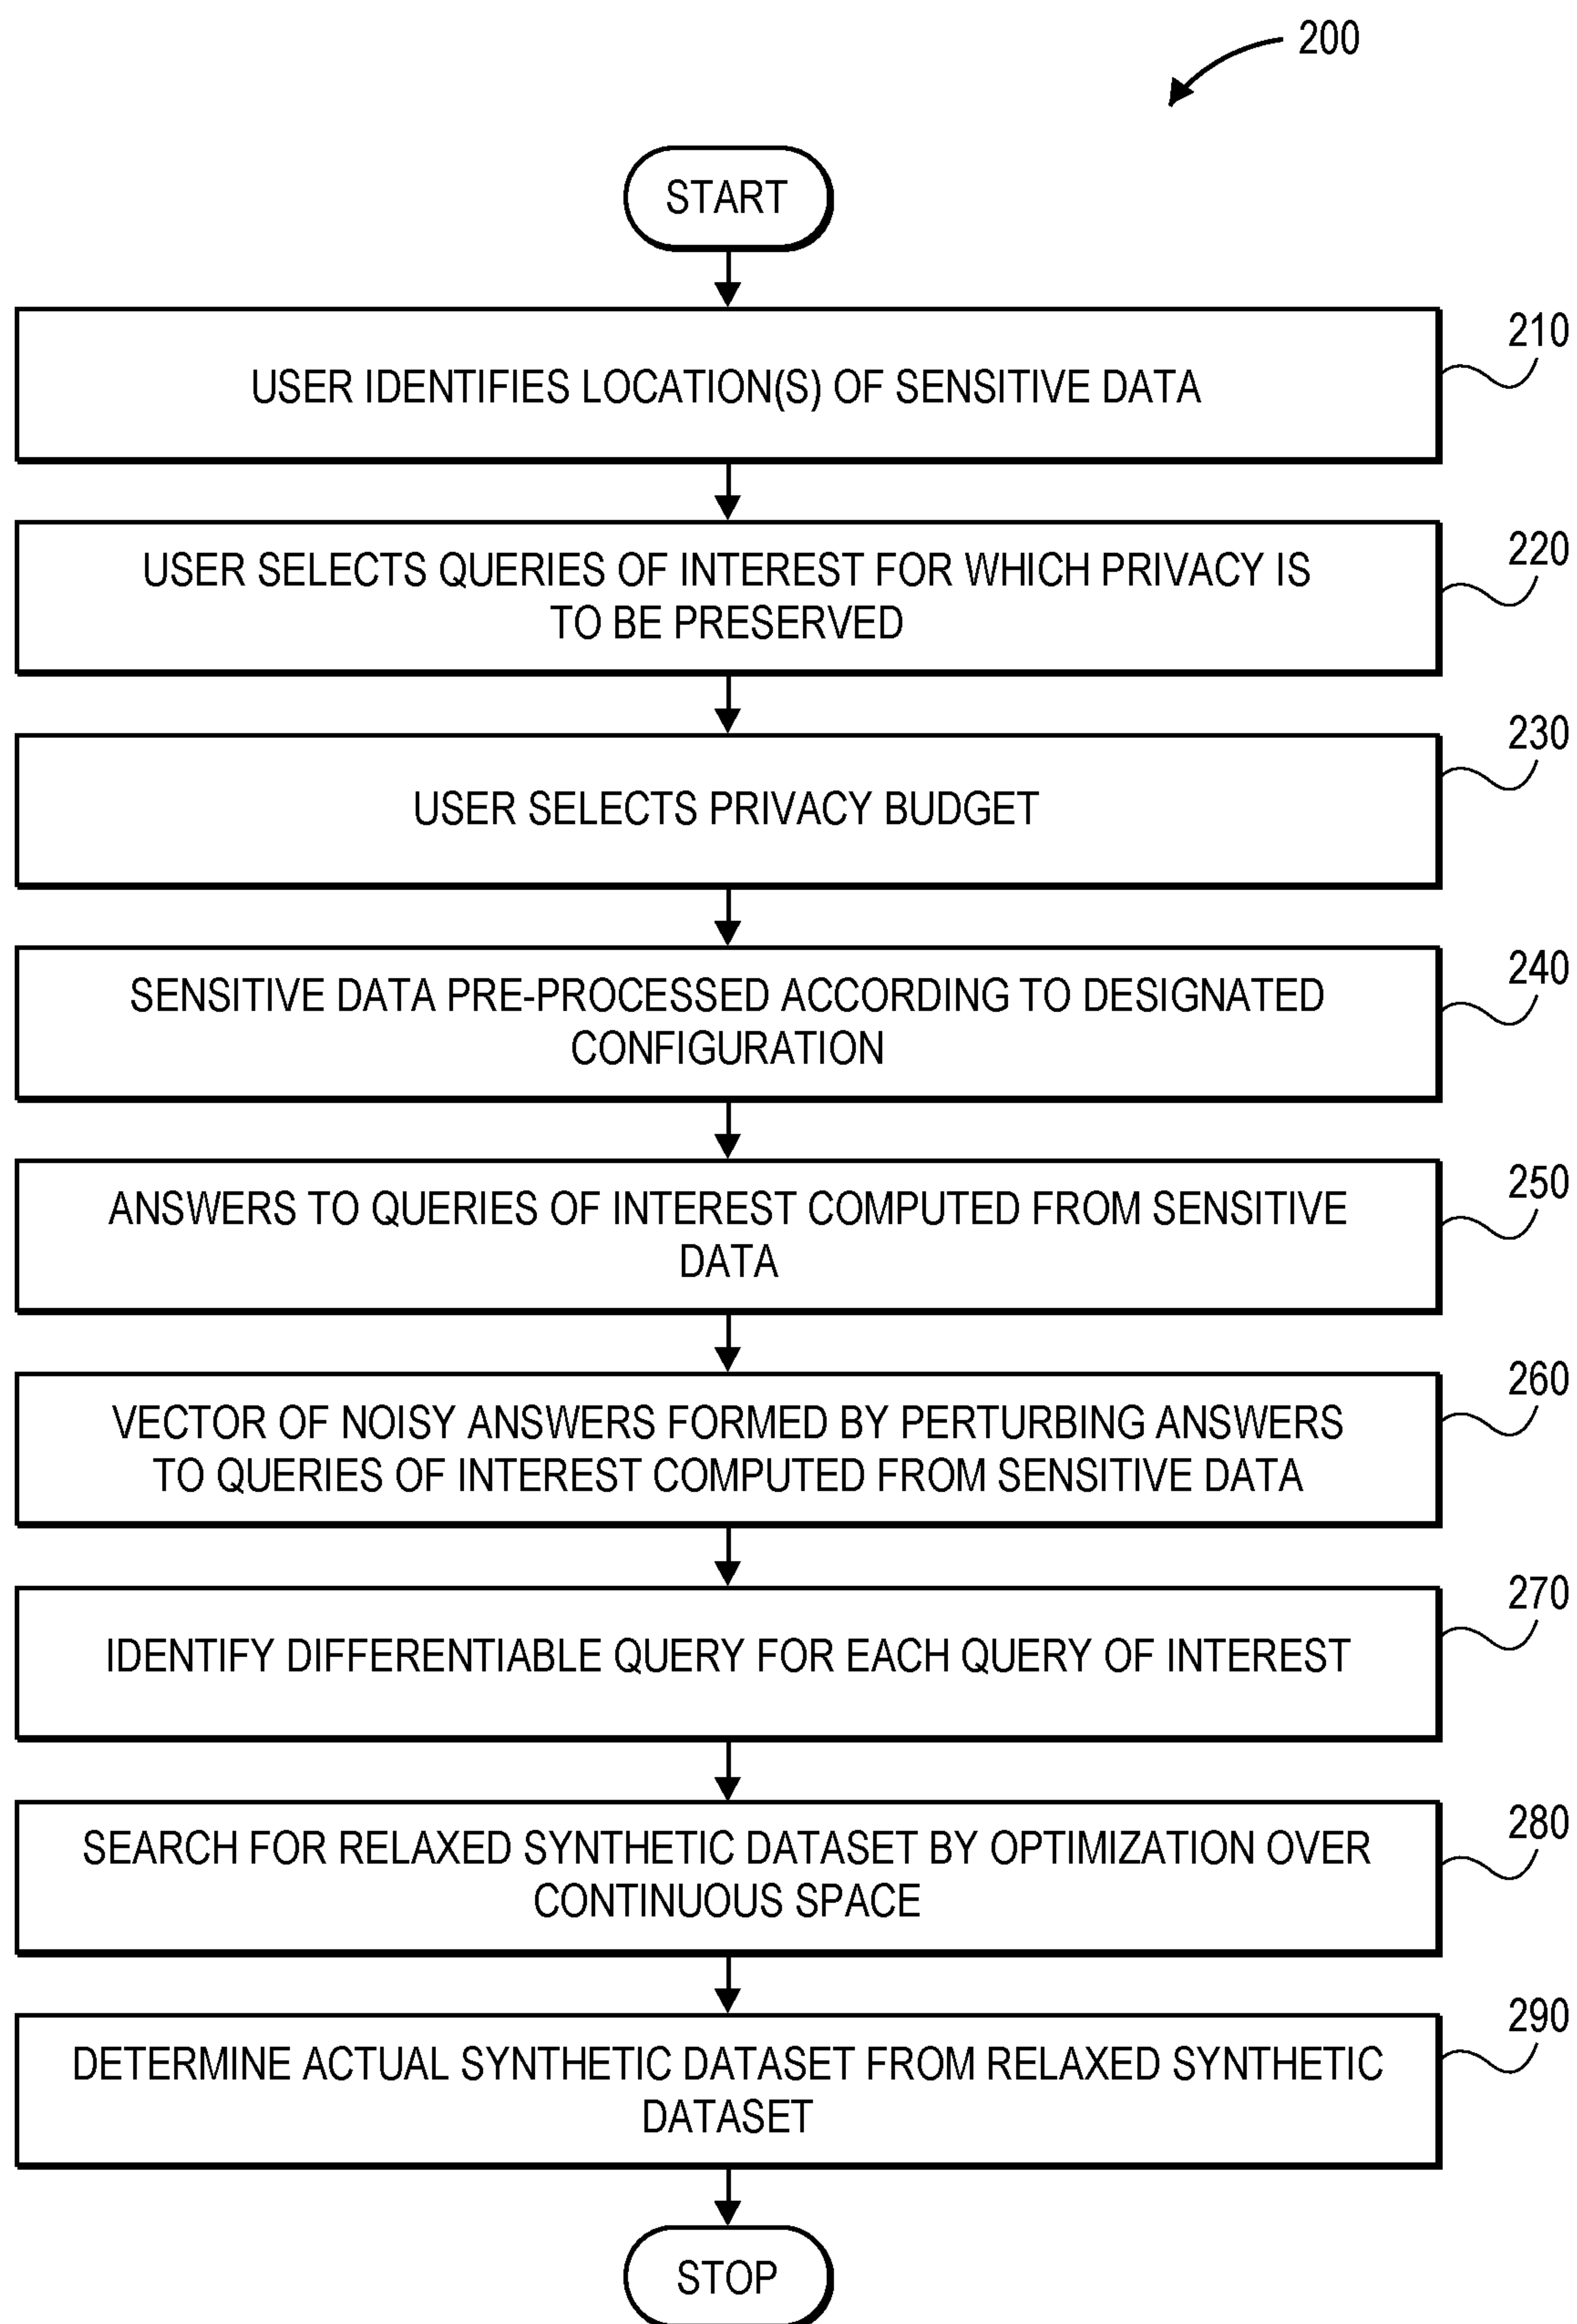 200
START
210
USER IDENTIFIES LOCATION(S) OF SENSITIVE DATA
220
USER SELECTS QUERIES OF INTEREST FOR WHICH PRIVACY IS
TO BE PRESERVED
230
USER SELECTS PRIVACY BUDGET
240
SENSITIVE DATA PRE-PROCESSED ACCORDING TO DESIGNATED
CONFIGURATION
250
ANSWERS TO QUERIES OF INTEREST COMPUTED FROM SENSITIVE
DATA
260
VECTOR OF NOISY ANSWERS FORMED BY PERTURBING ANSWERS
TO QUERIES OF INTEREST COMPUTED FROM SENSITIVE DATA
270
IDENTIFY DIFFERENTIABLE QUERY FOR EACH QUERY OF INTEREST
280
SEARCH FOR RELAXED SYNTHETIC DATASET BY OPTIMIZATION OVER
CONTINUOUS SPACE
290
DETERMINE ACTUAL SYNTHETIC DATASET FROM RELAXED SYNTHETIC
DATASET
STOP